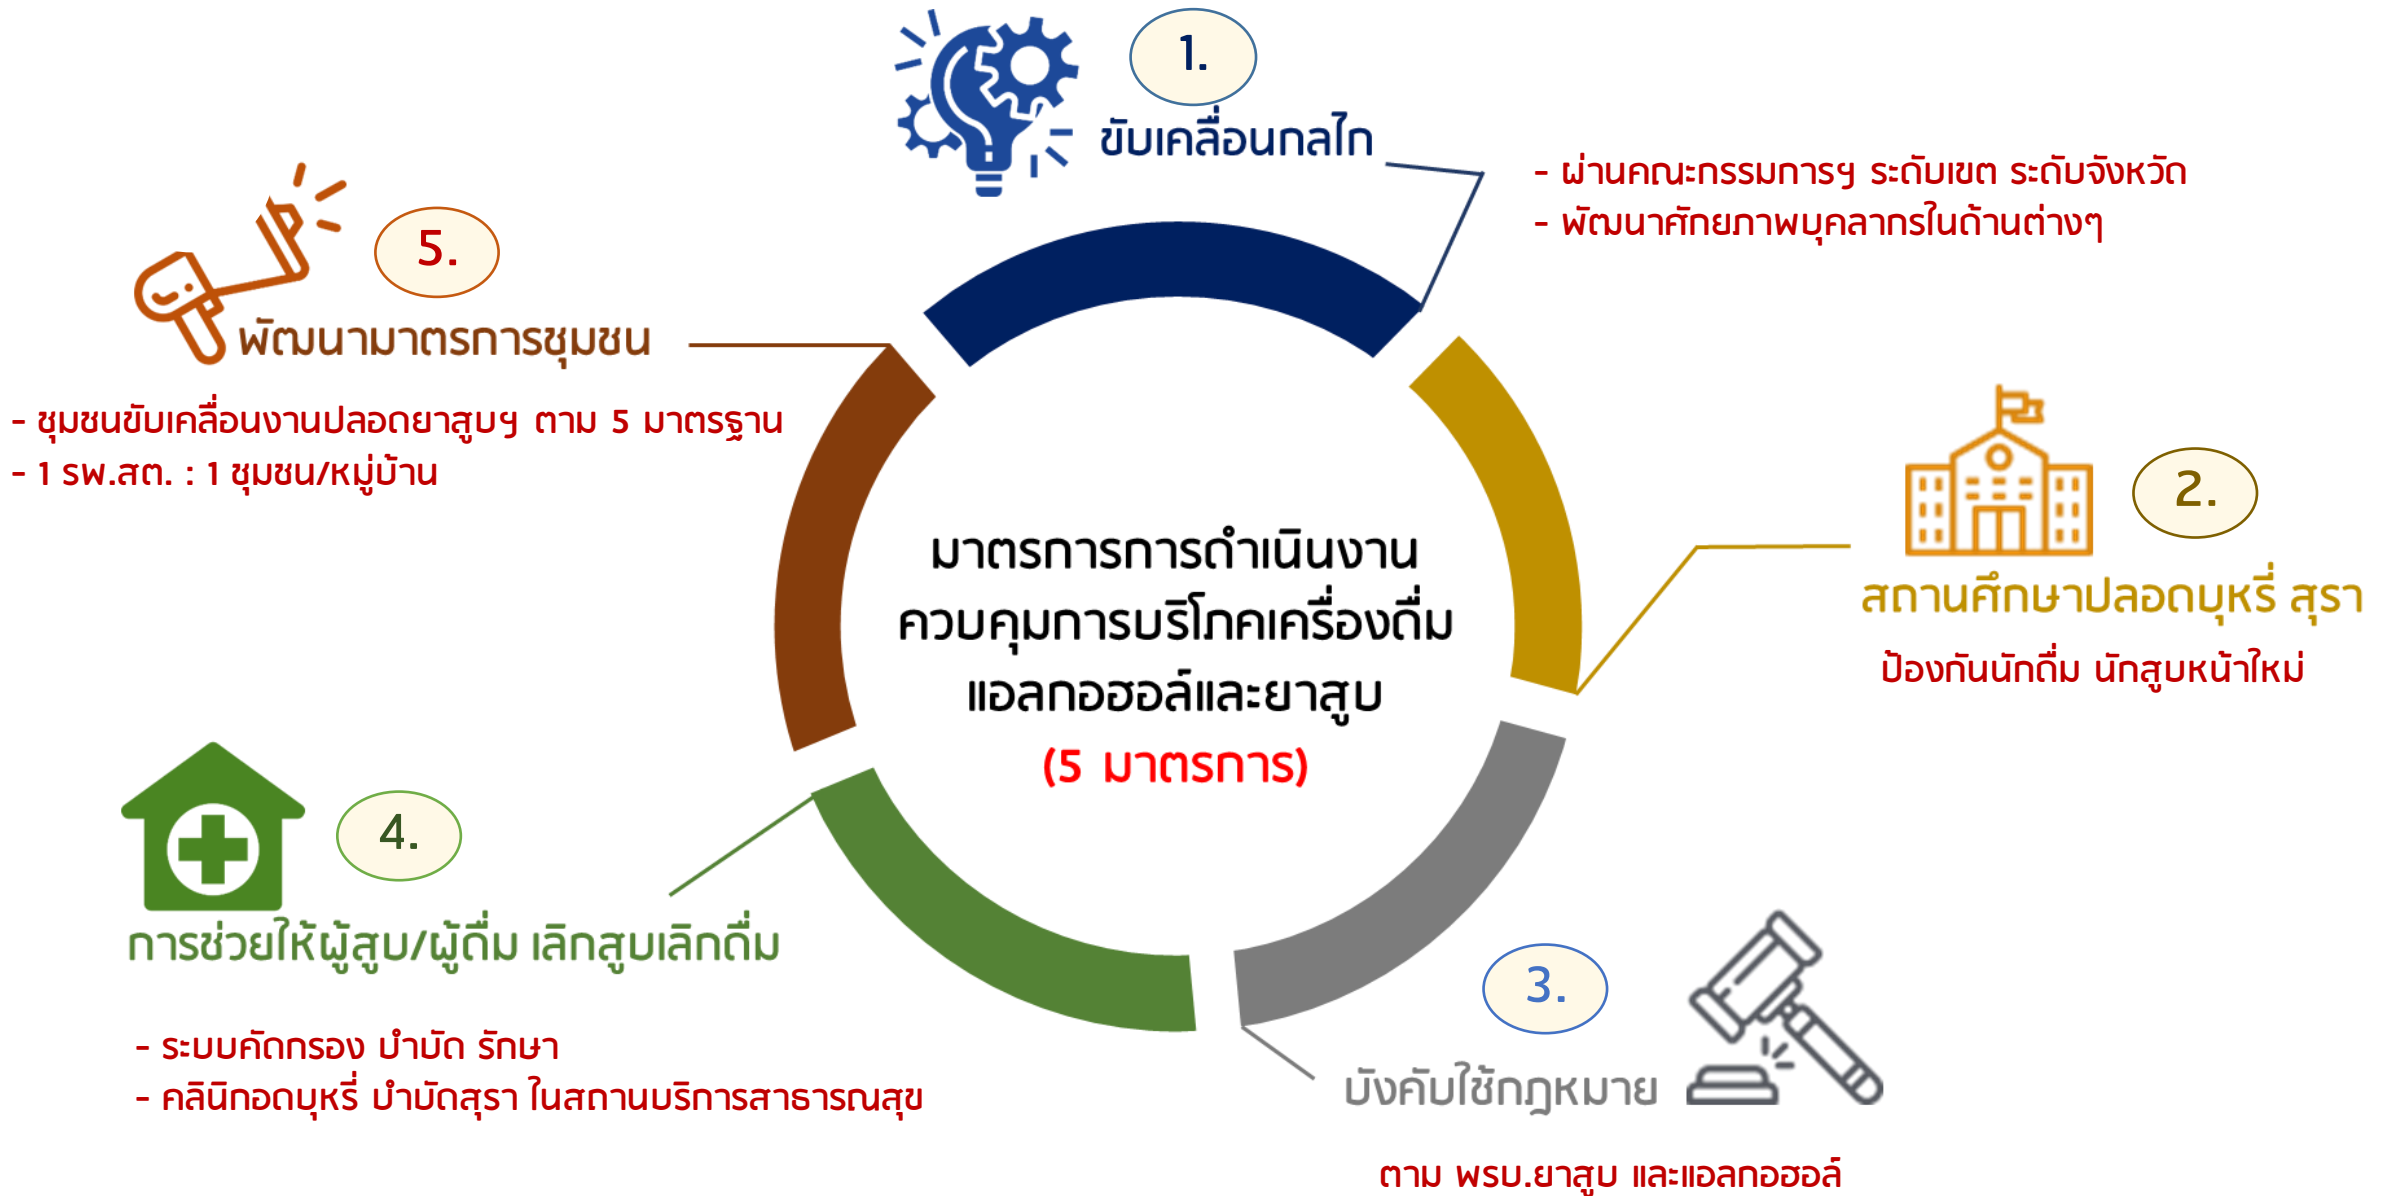 1.
ขับเคลื่อนกลไก
- ผ่านคณะกรรมการฯ ระดับเขต ระดับจังหวัด
- พัฒนาศักยภาพบุคลากรในด้านต่างๆ
2.
สถานศึกษาปลอดบุหรี่ สุรา
ป้องกันนักดื่ม นักสูบหน้าใหม่
3.
บังคับใช้กฎหมาย
ตาม พรบ.ยาสูบ และแอลกอฮอล์
4.
การช่วยให้ผู้สูบ/ผู้ดื่ม เลิกสูบเลิกดื่ม
- ระบบคัดกรอง บำบัด รักษา
- คลินิกอดบุหรี่ บำบัดสุรา ในสถานบริการสาธารณสุข
5.
พัฒนามาตรการชุมชน
- ชุมชนขับเคลื่อนงานปลอดยาสูบฯ ตาม 5 มาตรฐาน
- 1 รพ.สต. : 1 ชุมชน/หมู่บ้าน
มาตรการการดำเนินงาน
ควบคุมการบริโภคเครื่องดื่ม
แอลกอฮอล์และยาสูบ
(5 มาตรการ)